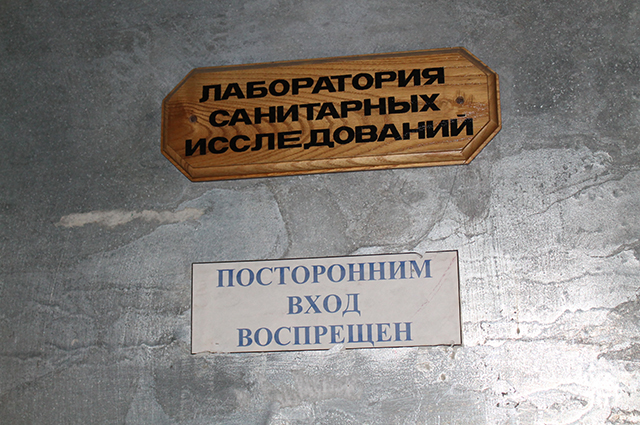 ЛАБОРАТОРИЯ
САНИТАРНЫХ
ИССЛЕДОВАНИЙ
ПОСТОРОННИМ
ВХОД
ВОСПРЕЩЕН